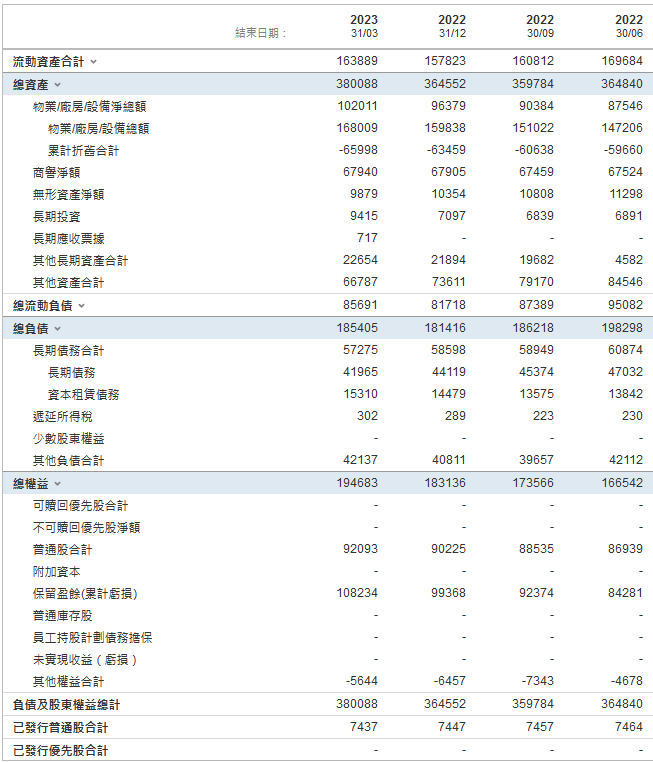 2023 2022 2022 2022
結束日期： 31/03 31/12 30/09 30/06
流動資產合計 163889 157823 160812 169684
總資產 380088 364552 359784 364840
物業/廠房/設備淨總額 102011 96379 90384 87546
物業/廠房/設備總額 168009 159838 151022 147206
累計折舊合計 -65998 -63459 -60638 -59660
商譽淨額 67940 67905 67459 67524
無形資產淨額 9879 10354 10808 11298
長期投資 9415 7097 6839 6891
長期應收票據 717 - - -
其他長期資產合計 22654 21894 19682 4582
其他資產合計 66787 73611 79170 84546
總流動負債 85691 81718 87389 95082
總負債 185405 181416 186218 198298
長期債務合計 57275 58598 58949 60874
長期債務 41965 44119 45374 47032
資本租賃債務 15310 14479 13575 13842
遞延所得稅 302 289 223 230
少數股東權益 - - - -
其他負債合計 42137 40811 39657 42112
總權益 194683 183136 173566 166542
可贖回優先股合計 - - - -
不可贖回優先股淨額 - - - -
普通股合計 92093 90225 88535 86939
附加資本 - - - -
保留盈餘(累計虧損) 108234 99368 92374 84281
普通庫存股 - - - -
員工持股計劃債務擔保 - - - -
未實現收益（虧損） - - - -
其他權益合計 -5644 -6457 -7343 -4678
負債及股東權益總計 380088 364552 359784 364840
已發行普通股合計 7437 7447 7457 7464
已發行優先股合計 - - - -